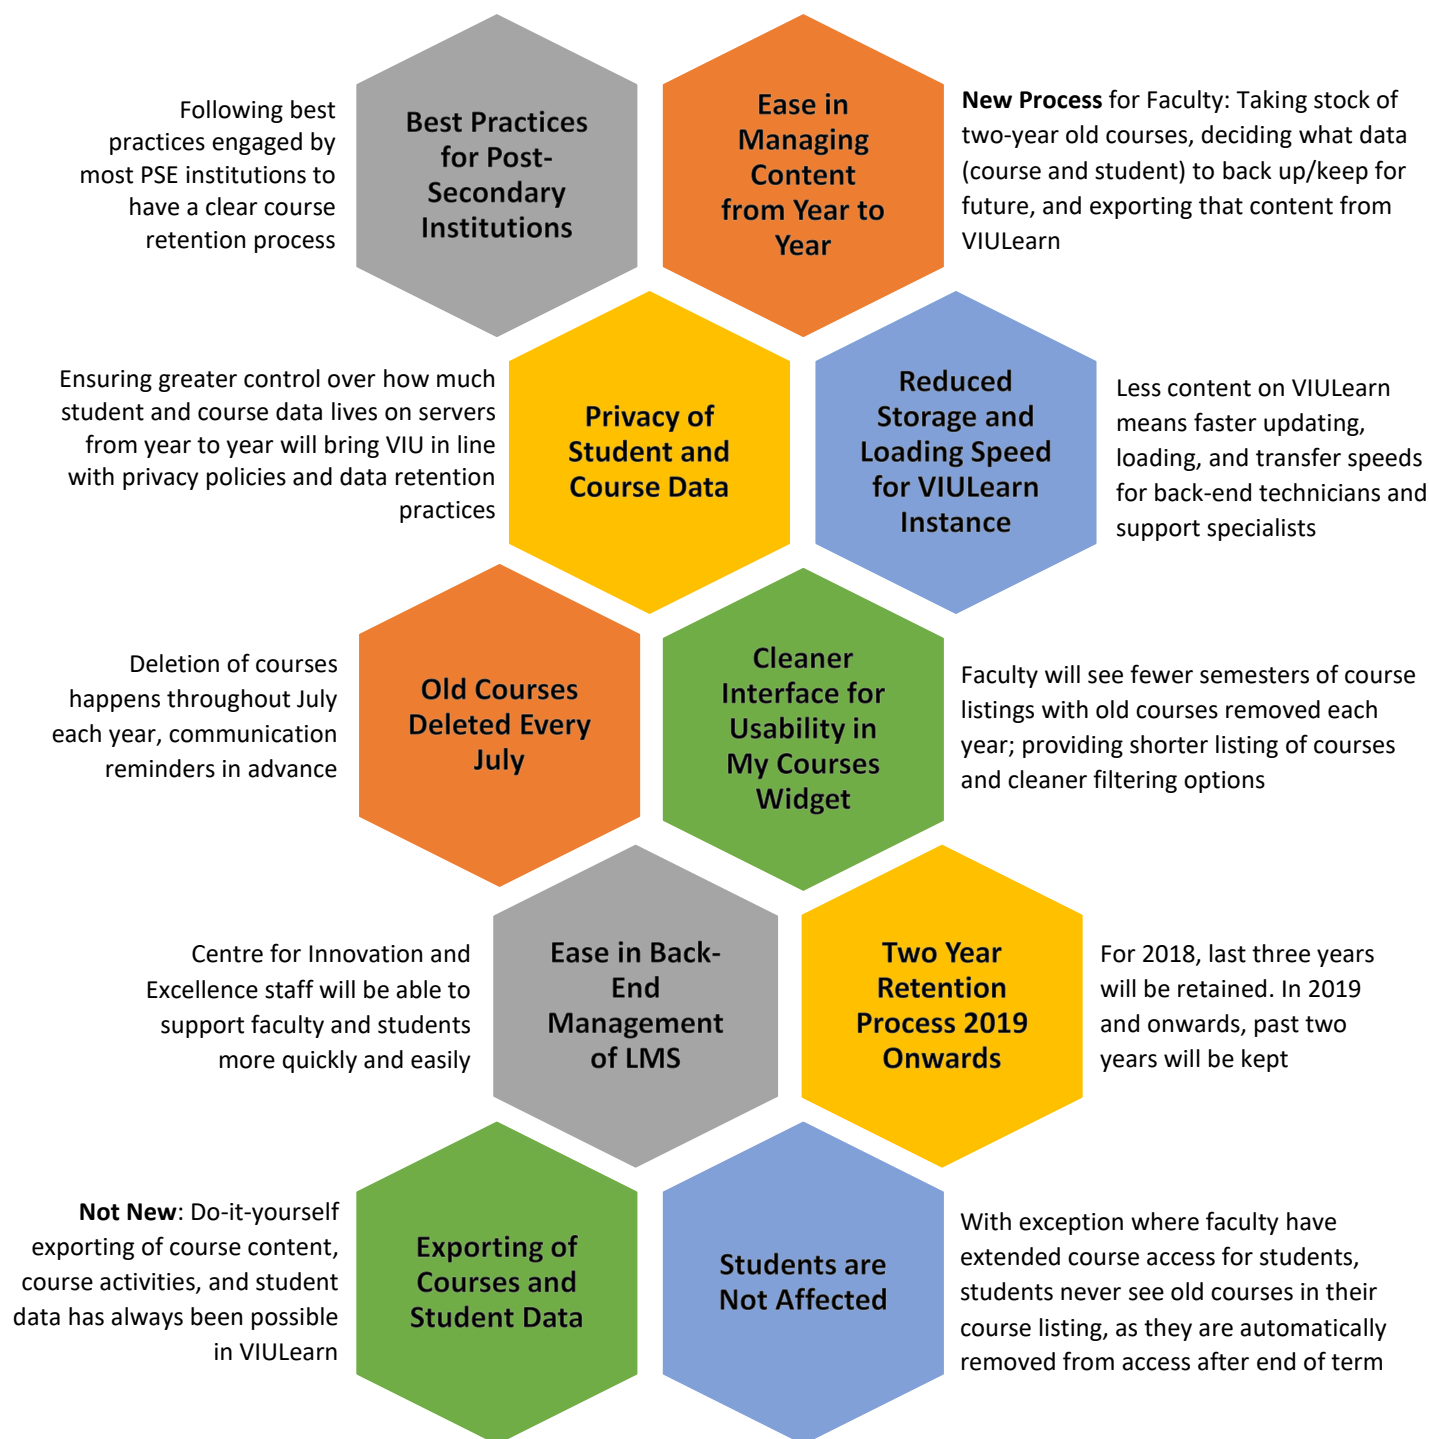 Following best
practices engaged by
most PSE institutions to
have a clear course
retention process
Best Practices
for Post-
Secondary
Institutions
Ease in
Managing
Content
from Year to
Year
New Process for Faculty: Taking stock of
two-year old courses, deciding what data
(course and student) to back up/keep for
future, and exporting that content from
VIULearn
Ensuring greater control over how much
student and course data lives on servers
from year to year will bring VIU in line
with privacy policies and data retention
practices
Privacy of
Student and
Course Data
Reduced
Storage and
Loading Speed
for VIULearn
Instance
Less content on VIULearn
means faster updating,
loading, and transfer speeds
for back-end technicians and
support specialists
Deletion of courses
happens throughout July
each year, communication
reminders in advance
Old Courses
Deleted Every
July
Cleaner
Interface for
Usability in
My Courses
Widget
Faculty will see fewer semesters of course
listings with old courses removed each
year; providing shorter listing of courses
and cleaner filtering options
Centre for Innovation and
Excellence staff will be able to
support faculty and students
more quickly and easily
Ease in Back-
End
Management
of LMS
Two Year
Retention
Process 2019
Onwards
For 2018, last three years
will be retained. In 2019
and onwards, past two
years will be kept
Not New: Do-it-yourself
exporting of course content,
course activities, and student
data has always been possible
in VIULearn
Exporting of
Courses and
Student Data
Students are
Not Affected
With exception where faculty have
extended course access for students,
students never see old courses in their
course listing, as they are automatically
removed from access after end of term